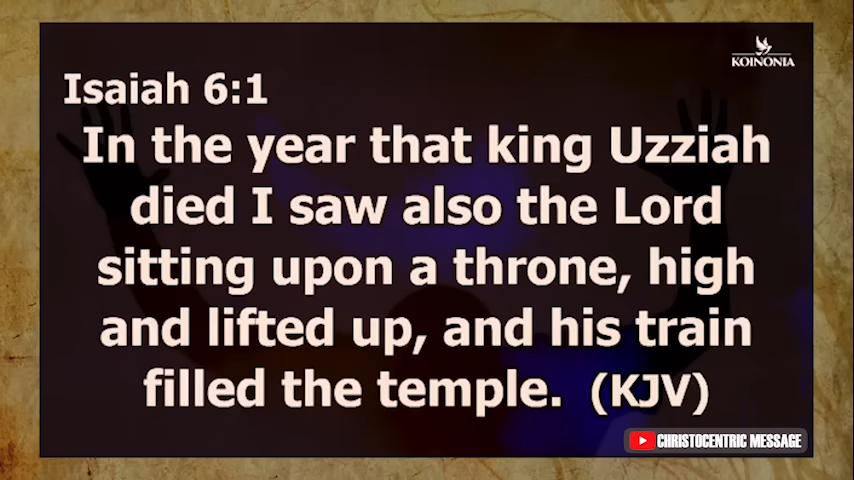 KOINONIA
Isaiah 6:1
In the year that king Uzziah
died I saw also the Lord
sitting upon a throne, high
and lifted up, and his train
filled the temple. (KJV)
CHRISTOCENTRIC MESSAGE